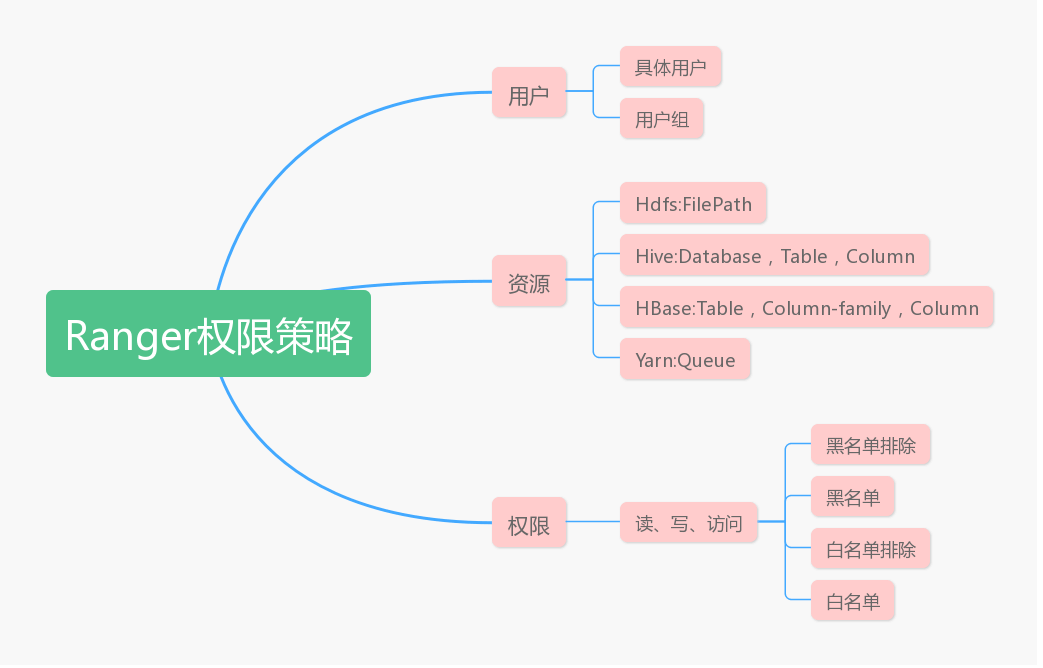 Ranger权限策略
用户
具体用户
用户组
资源
Hdfs:FilePath
Hive:Database，Table，Column
HBase:Table，Column-family，Column
Yarn:Queue
权限
读、写、访问
黑名单排除
黑名单
白名单排除
白名单